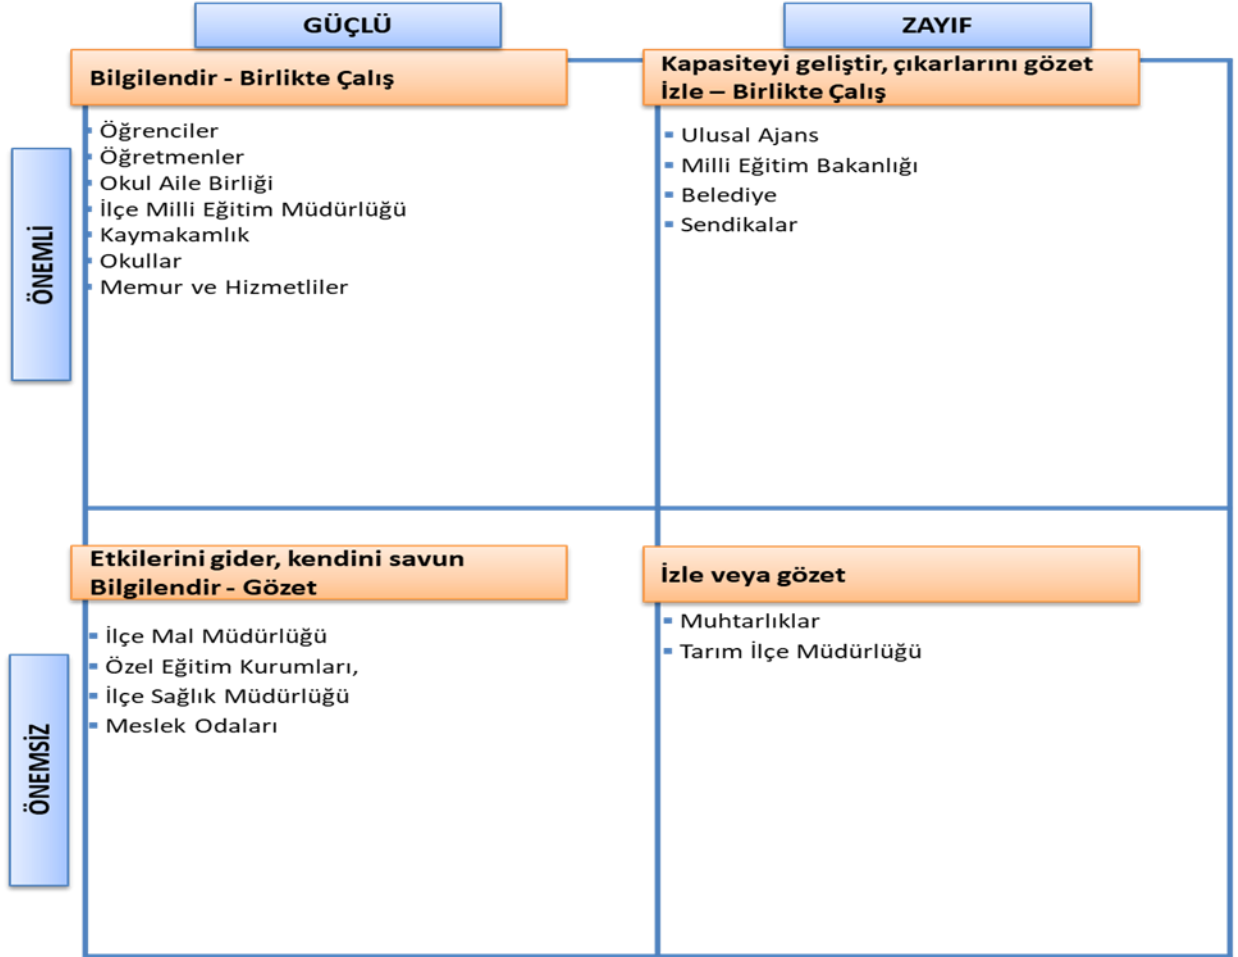 GÜÇLÜ
ZAYIF
ÖNEMLİ
Bilgilendir - Birlikte Çalış
Öğrenciler
Öğretmenler
Okul Aile Birliği
İlçe Milli Eğitim Müdürlüğü
Kaymakamlık
Okullar
Memur ve Hizmetliler
Kapasiteyi geliştir, çıkarlarını gözet
İzle – Birlikte Çalış
Ulusal Ajans
Milli Eğitim Bakanlığı
Belediye
Sendikalar
ÖNEMSİZ
Etkilerini gider, kendini savun
Bilgilendir - Gözet
İlçe Mal Müdürlüğü
Özel Eğitim Kurumları,
İlçe Sağlık Müdürlüğü
Meslek Odaları
İzle veya gözet
Muhtarlıklar
Tarım İlçe Müdürlüğü